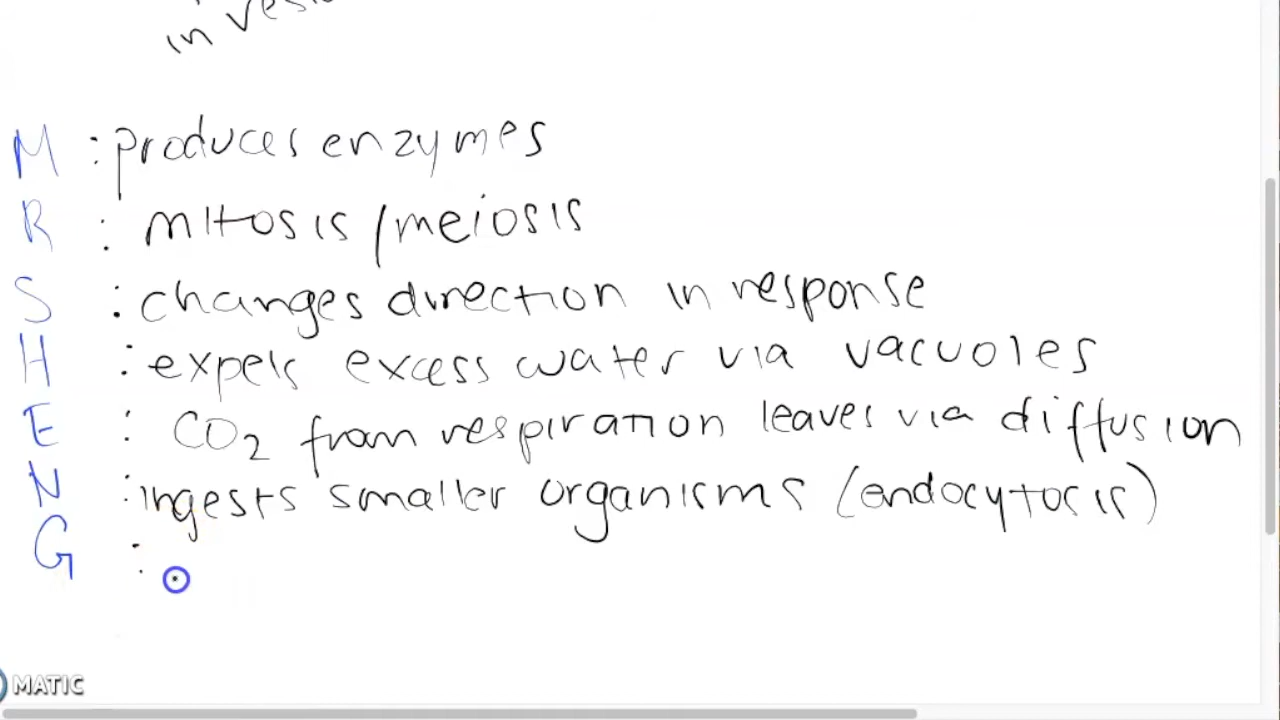 in
M : produces enzymes
R : mitosis / meiosis
S : changes direction in response
H : expels excess water via vacuoles
E : CO2 from respiration leaves via diffusion
N : ingests smaller organisms (endocytosis)
G :
MATIC